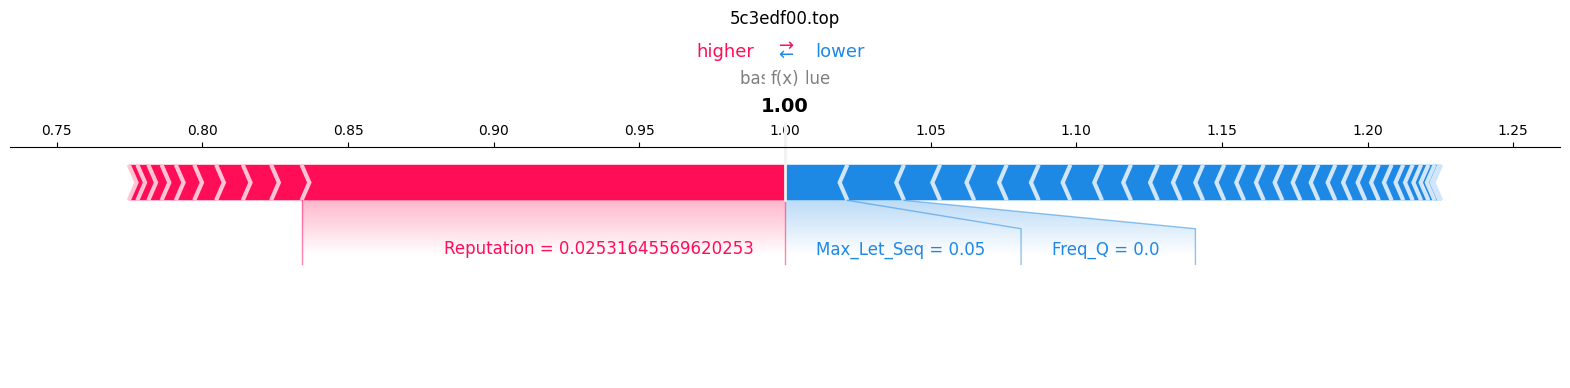 5c3edf00.top
higher ⇄ lower
f(x) lue
1.00
0.75 0.80 0.85 0.90 0.95 1.00 1.05 1.10 1.15 1.20 1.25
Reputation = 0.02531645569620253 Max_Let_Seq = 0.05 Freq_Q = 0.0